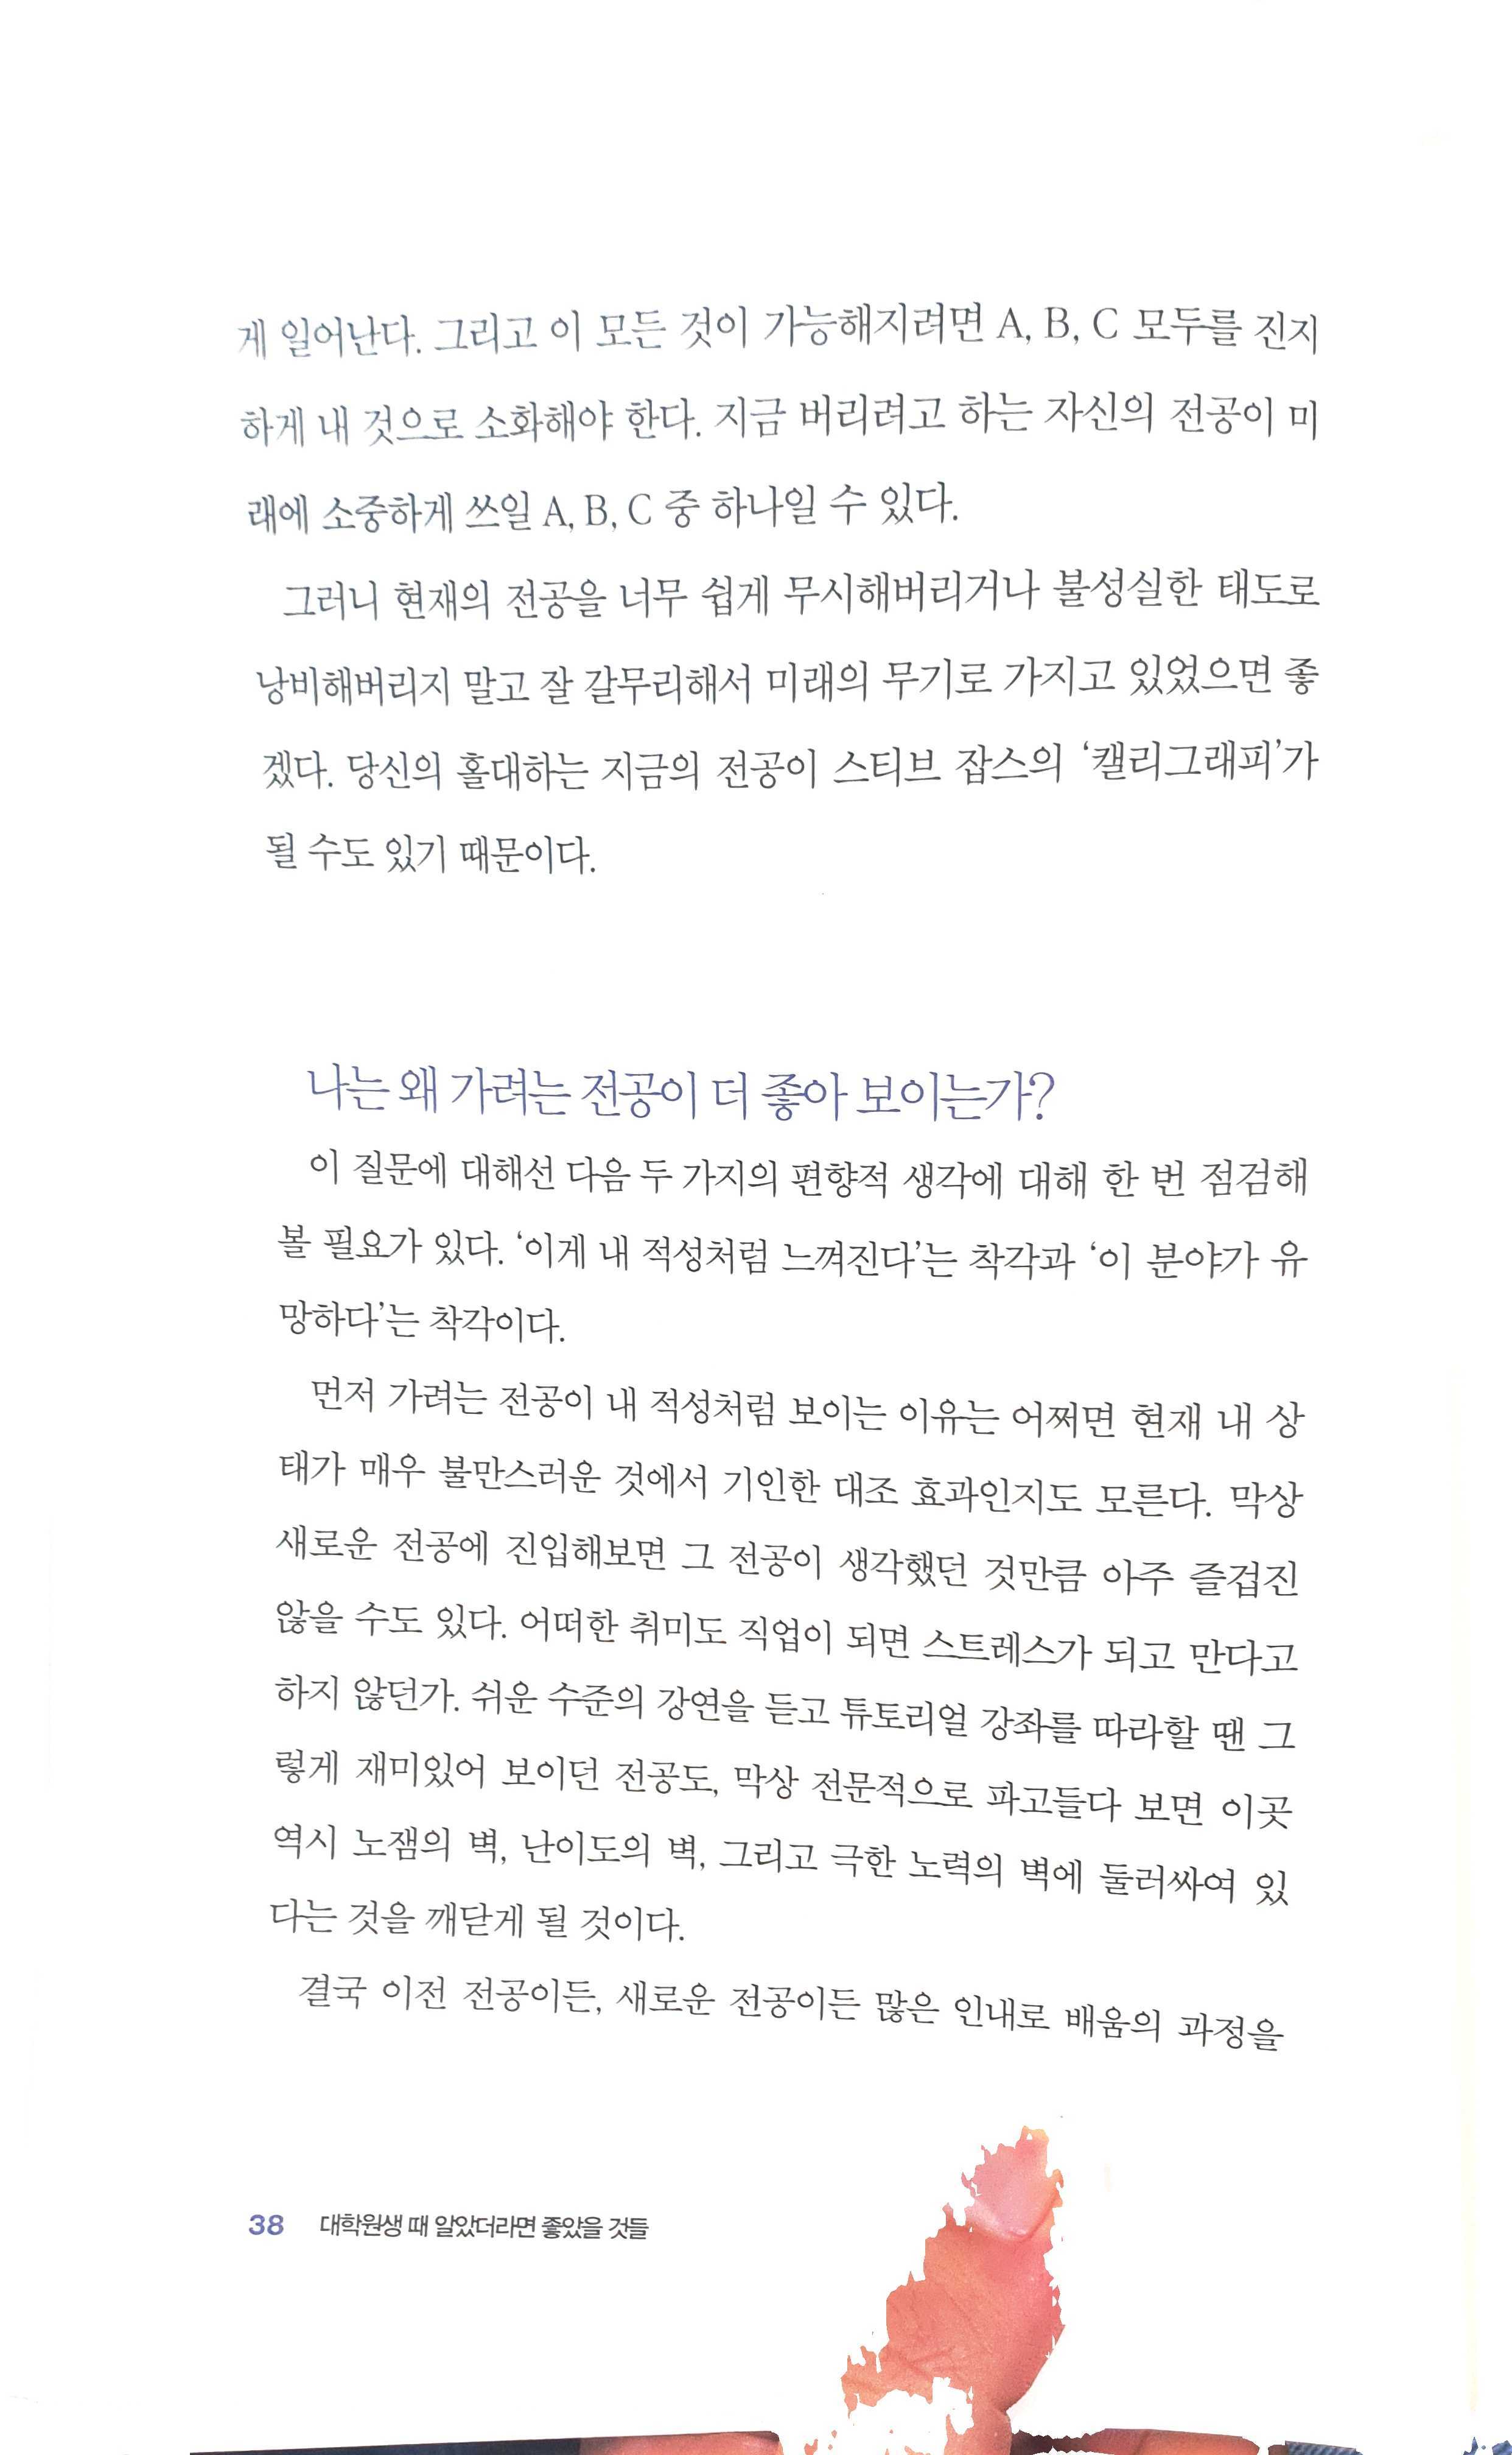 게 일어난다. 그리고 이 모든 것이 가능해지려면 A, B, C 모두를 진지
하게 내 것으로 소화해야 한다. 지금 버리려고 하는 자신의 전공이 미
래에 소중하게 쓰일 A, B, C 중 하나일 수 있다.
그러니 현재의 전공을 너무 쉽게 무시해버리거나 불성실한 태도로
낭비해버리지 말고 잘 갈무리해서 미래의 무기로 가지고 있었으면 좋
겠다. 당신의 홀대하는 지금의 전공이 스티브 잡스의 ‘캘리그래피’가
될 수도 있기 때문이다.
나는 왜 가려는 전공이 더 좋아 보이는가?
이 질문에 대해선 다음 두 가지의 편향적 생각에 대해 한 번 점검해
볼 필요가 있다. ‘이게 내 적성처럼 느껴진다’는 착각과 ‘이 분야가 유
망하다’는 착각이다.
먼저 가려는 전공이 내 적성처럼 보이는 이유는 어쩌면 현재 내 상
태가 매우 불만스러운 것에서 기인한 대조 효과인지도 모른다. 막상
새로운 전공에 진입해보면 그 전공이 생각했던 것만큼 아주 즐겁진
않을 수도 있다. 어떠한 취미도 직업이 되면 스트레스가 되고 만다고
하지 않던가. 쉬운 수준의 강연을 듣고 튜토리얼 강좌를 따라할 땐 그
렇게 재미있어 보이던 전공도, 막상 전문적으로 파고들다 보면 이곳
역시 노잼의 벽, 난이도의 벽, 그리고 극한 노력의 벽에 둘러싸여 있
다는 것을 깨닫게 될 것이다.
결국 이전 전공이든, 새로운 전공이든 많은 인내로 배움의 과정을
38 대학원생 때 알았더라면 좋았을 것들